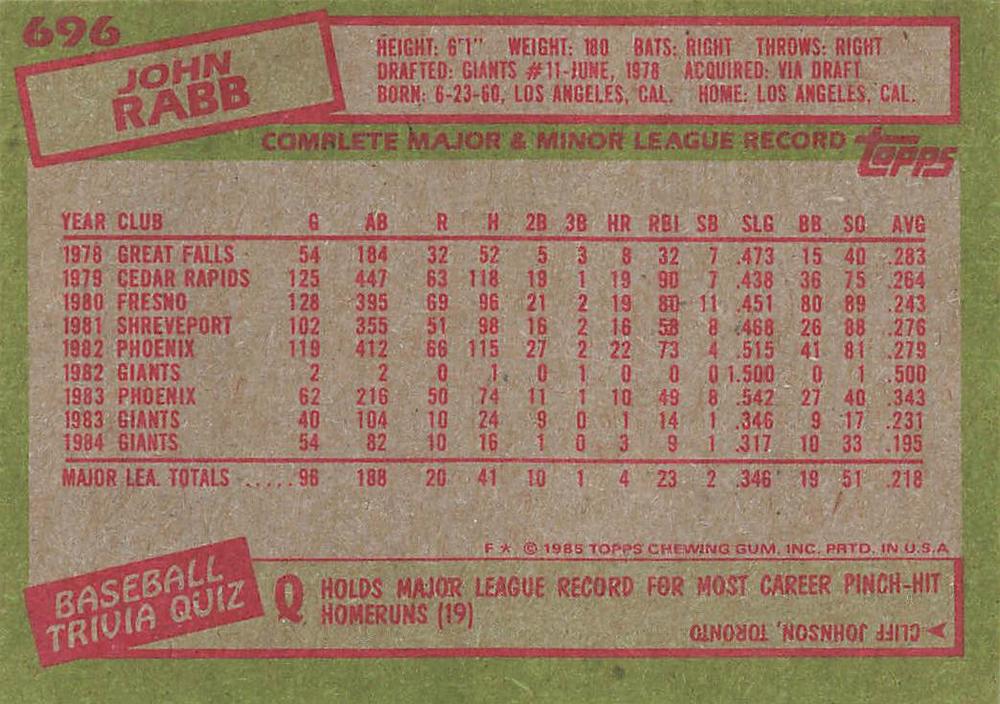 696
JOHN
RABB
HEIGHT: 6'1" WEIGHT: 180 BATS: RIGHT THROWS: RIGHT
DRAFTED: GIANTS #11-JUNE, 1978 ACQUIRED: VIA DRAFT
BORN: 6-23-60, LOS ANGELES, CAL. HOME: LOS ANGELES, CAL.
COMPLETE MAJOR & MINOR LEAGUE RECORD topps
YEAR CLUB G AB R H 2B 3B HR RBI SB SLG BB SO AVG
1978 GREAT FALLS 54 184 32 52 5 3 8 32 7 .473 15 40 .283
1979 CEDAR RAPIDS 125 447 63 118 19 1 19 90 7 .438 36 75 .264
1980 FRESNO 128 395 69 96 21 2 19 80 11 .451 80 89 .243
1981 SHREVEPORT 102 355 51 98 16 2 16 58 8 .468 26 88 .276
1982 PHOENIX 119 412 66 115 27 2 22 73 4 .515 41 81 .279
1982 GIANTS 2 2 0 1 0 1 0 0 0 1.500 0 1 .500
1983 PHOENIX 62 216 50 74 11 1 10 49 8 .542 27 40 .343
1983 GIANTS 40 104 10 24 9 0 1 14 1 .346 9 17 .231
1984 GIANTS 54 82 10 16 1 0 3 9 1 .317 10 33 .195
MAJOR LEA. TOTALS .....96 188 20 41 10 1 4 23 2 .346 19 51 .218
F * © 1985 TOPPS CHEWING GUM, INC. PRTD. IN U.S.A
BASEBALL
TRIVIA QUIZ
Q HOLDS MAJOR LEAGUE RECORD FOR MOST CAREER PINCH-HIT
HOMERUNS (19)
CLIFF JOHNSON, TORONTO